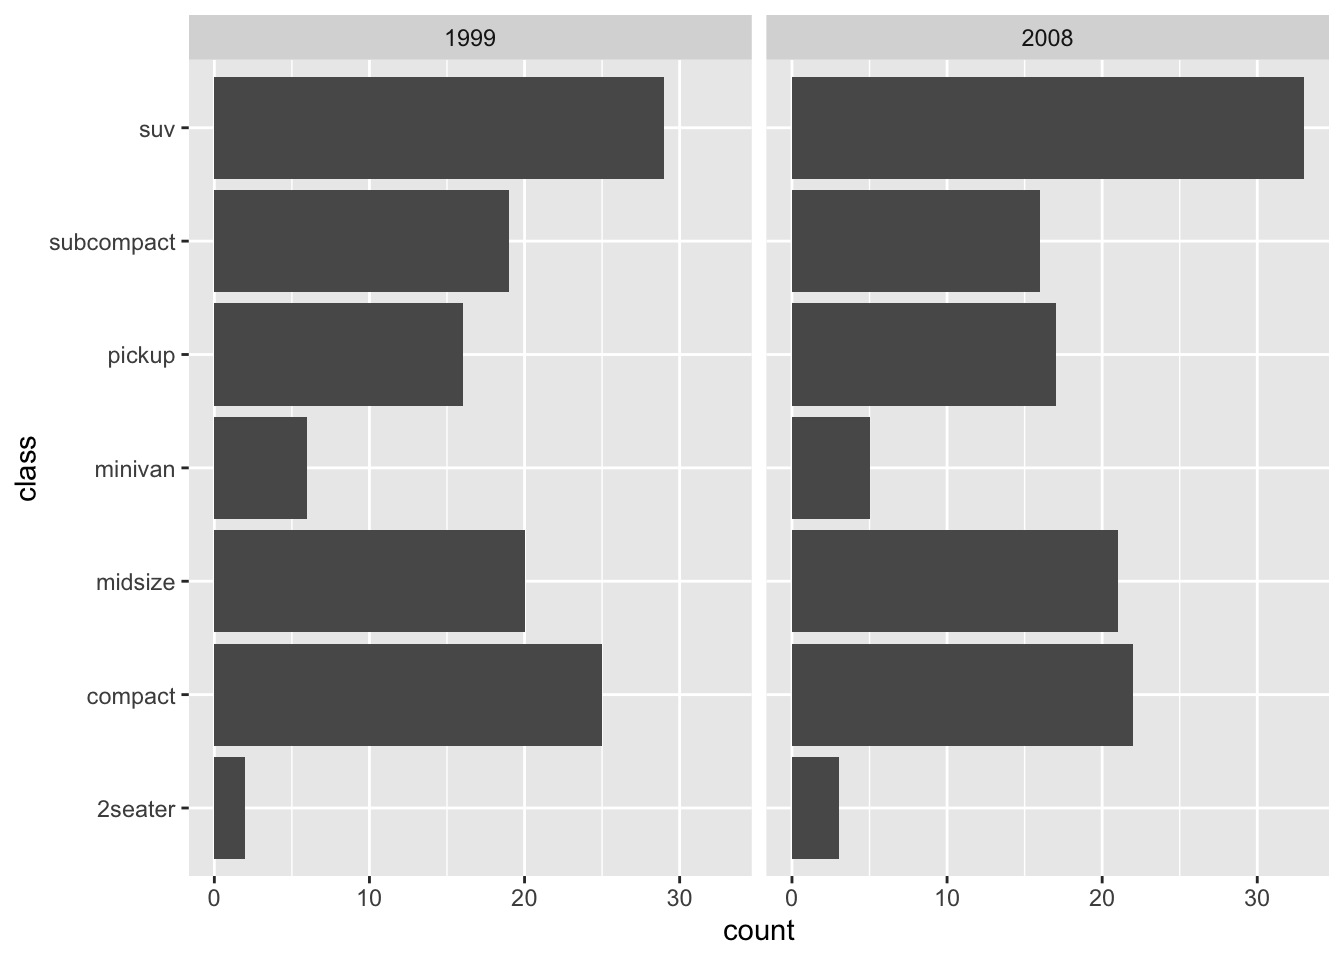 1999
2008
suv
subcompact
pickup
minivan
midsize
compact
2seater
class
0 10 20 30
0 10 20 30
count